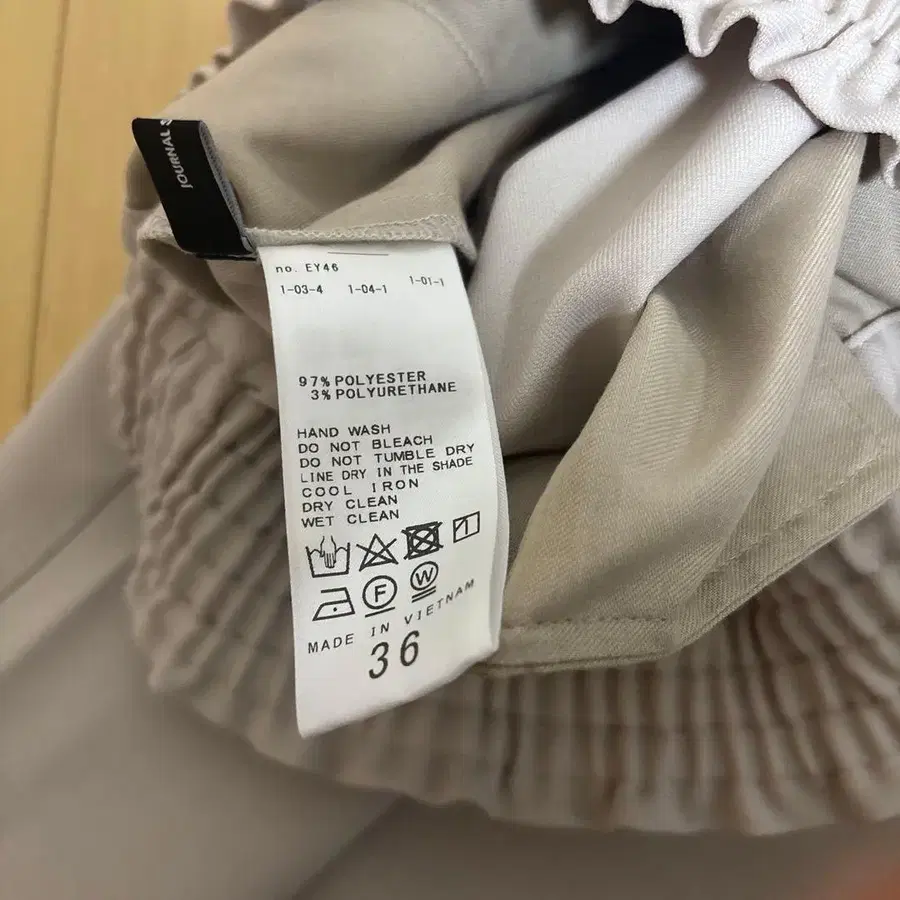 JOURNAL S
no. EY46
1-03-4 1-04-1 1-01-1
97% POLYESTER
3% POLYURETHANE
HAND WASH
DO NOT BLEACH
DO NOT TUMBLE DRY
LINE DRY IN THE SHADE
COOL IRON
DRY CLEAN
WET CLEAN
F W
MADE IN VIETNAM
36